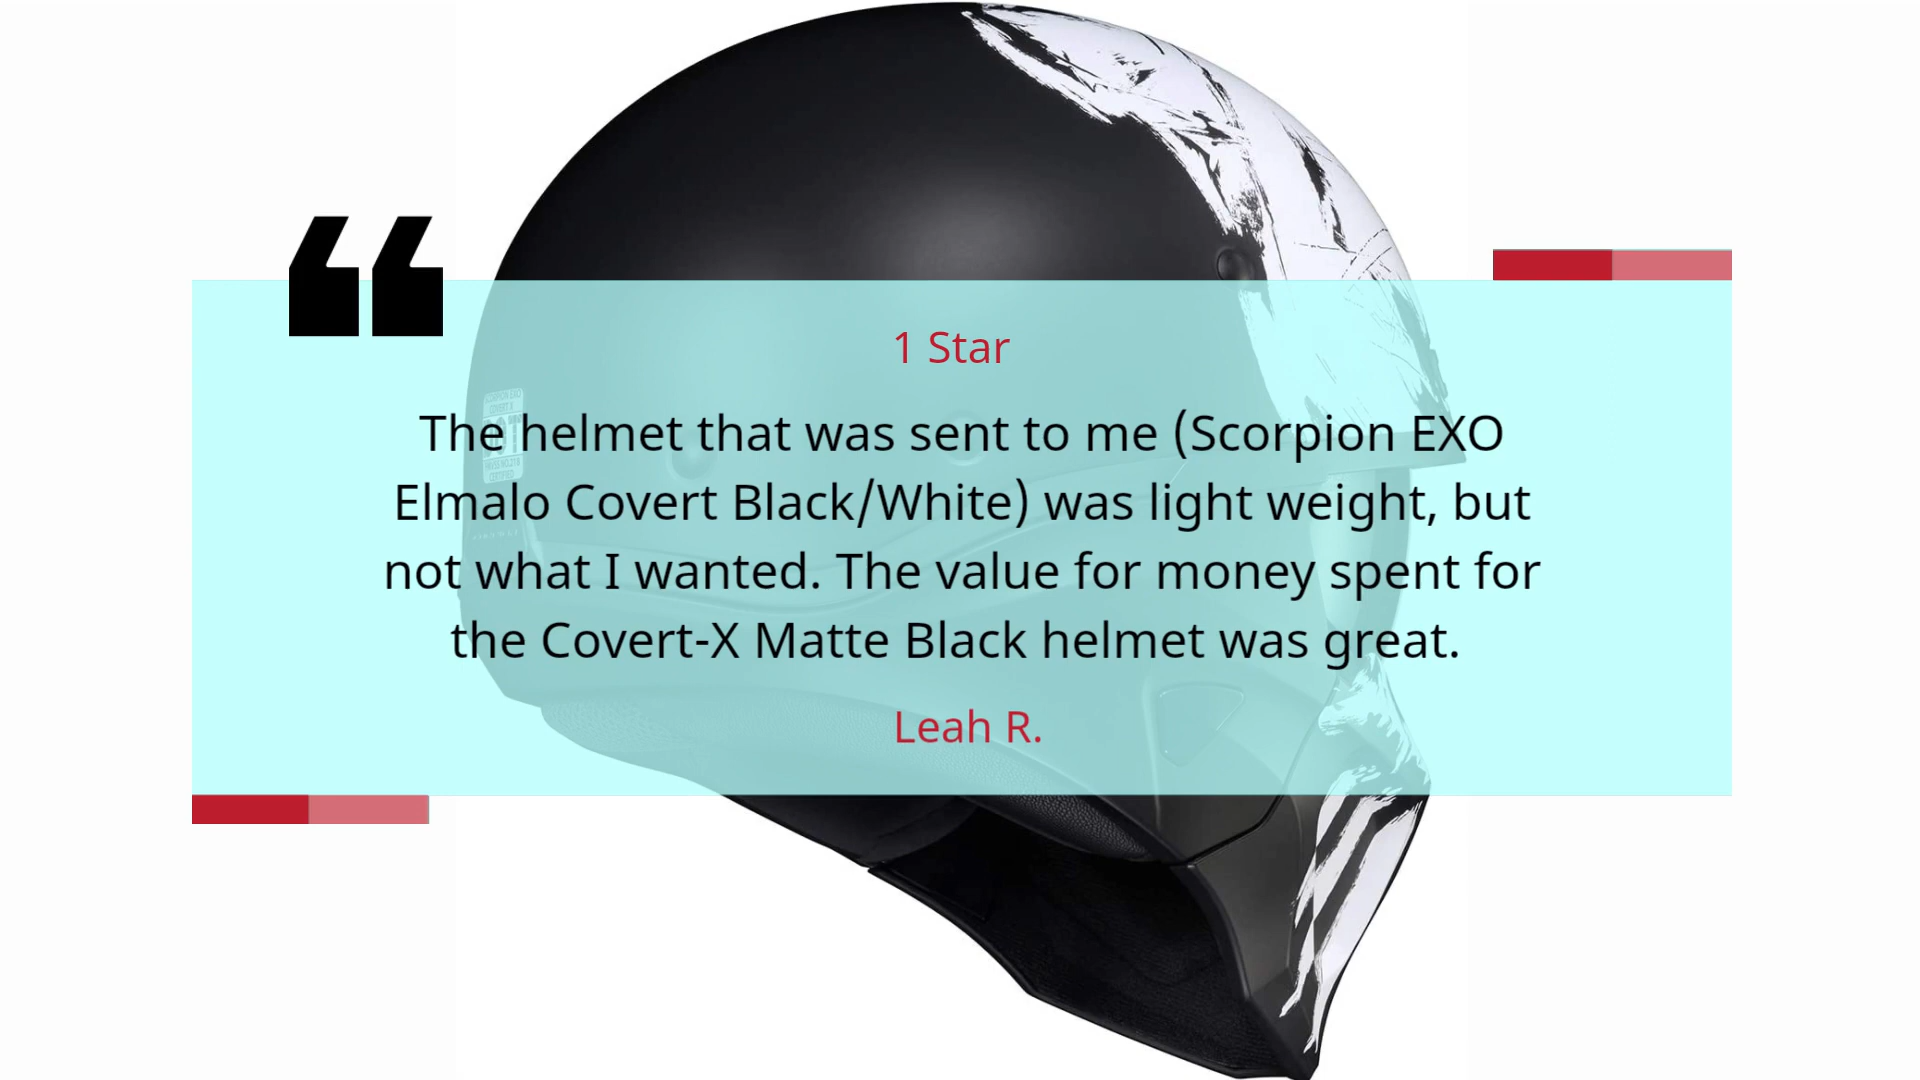 1 Star
The helmet that was sent to me (Scorpion EXO
Elmalo Covert Black/White) was light weight, but
not what I wanted. The value for money spent for
the Covert-X Matte Black helmet was great.
Leah R.